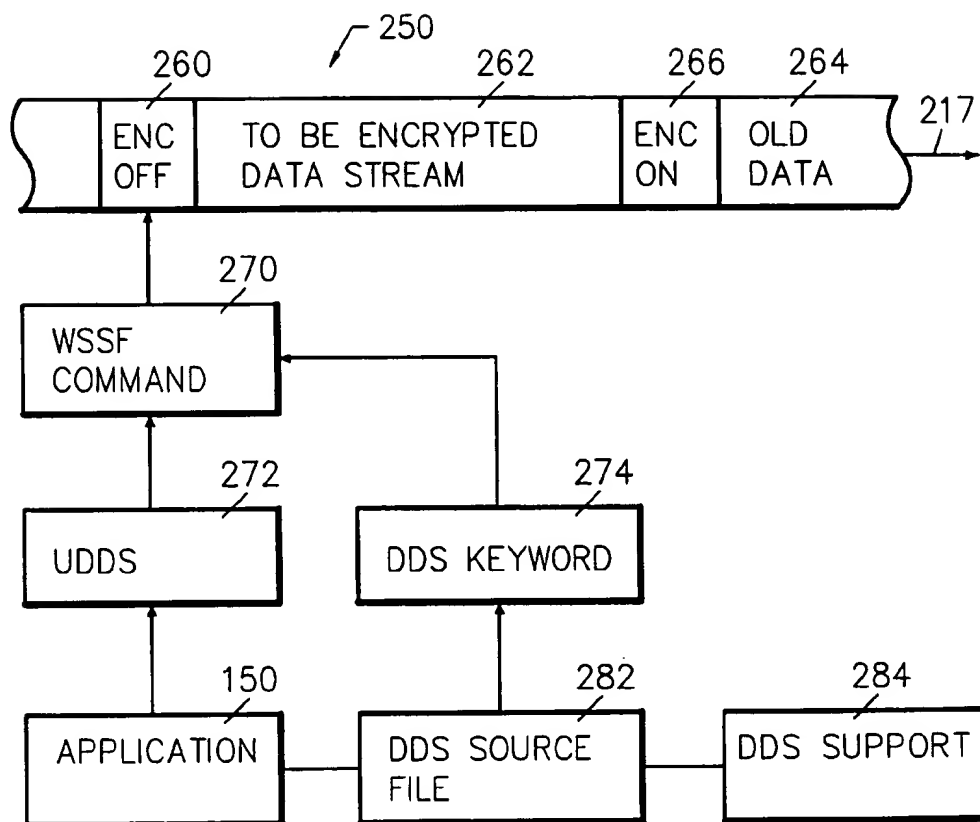 250
260
262
266
264
217
ENC
OFF
TO BE ENCRYPTED
DATA STREAM
ENC
ON
OLD
DATA
270
WSSF
COMMAND
272
274
UDDS
DDS KEYWORD
150
282
284
APPLICATION
DDS SOURCE
FILE
DDS SUPPORT